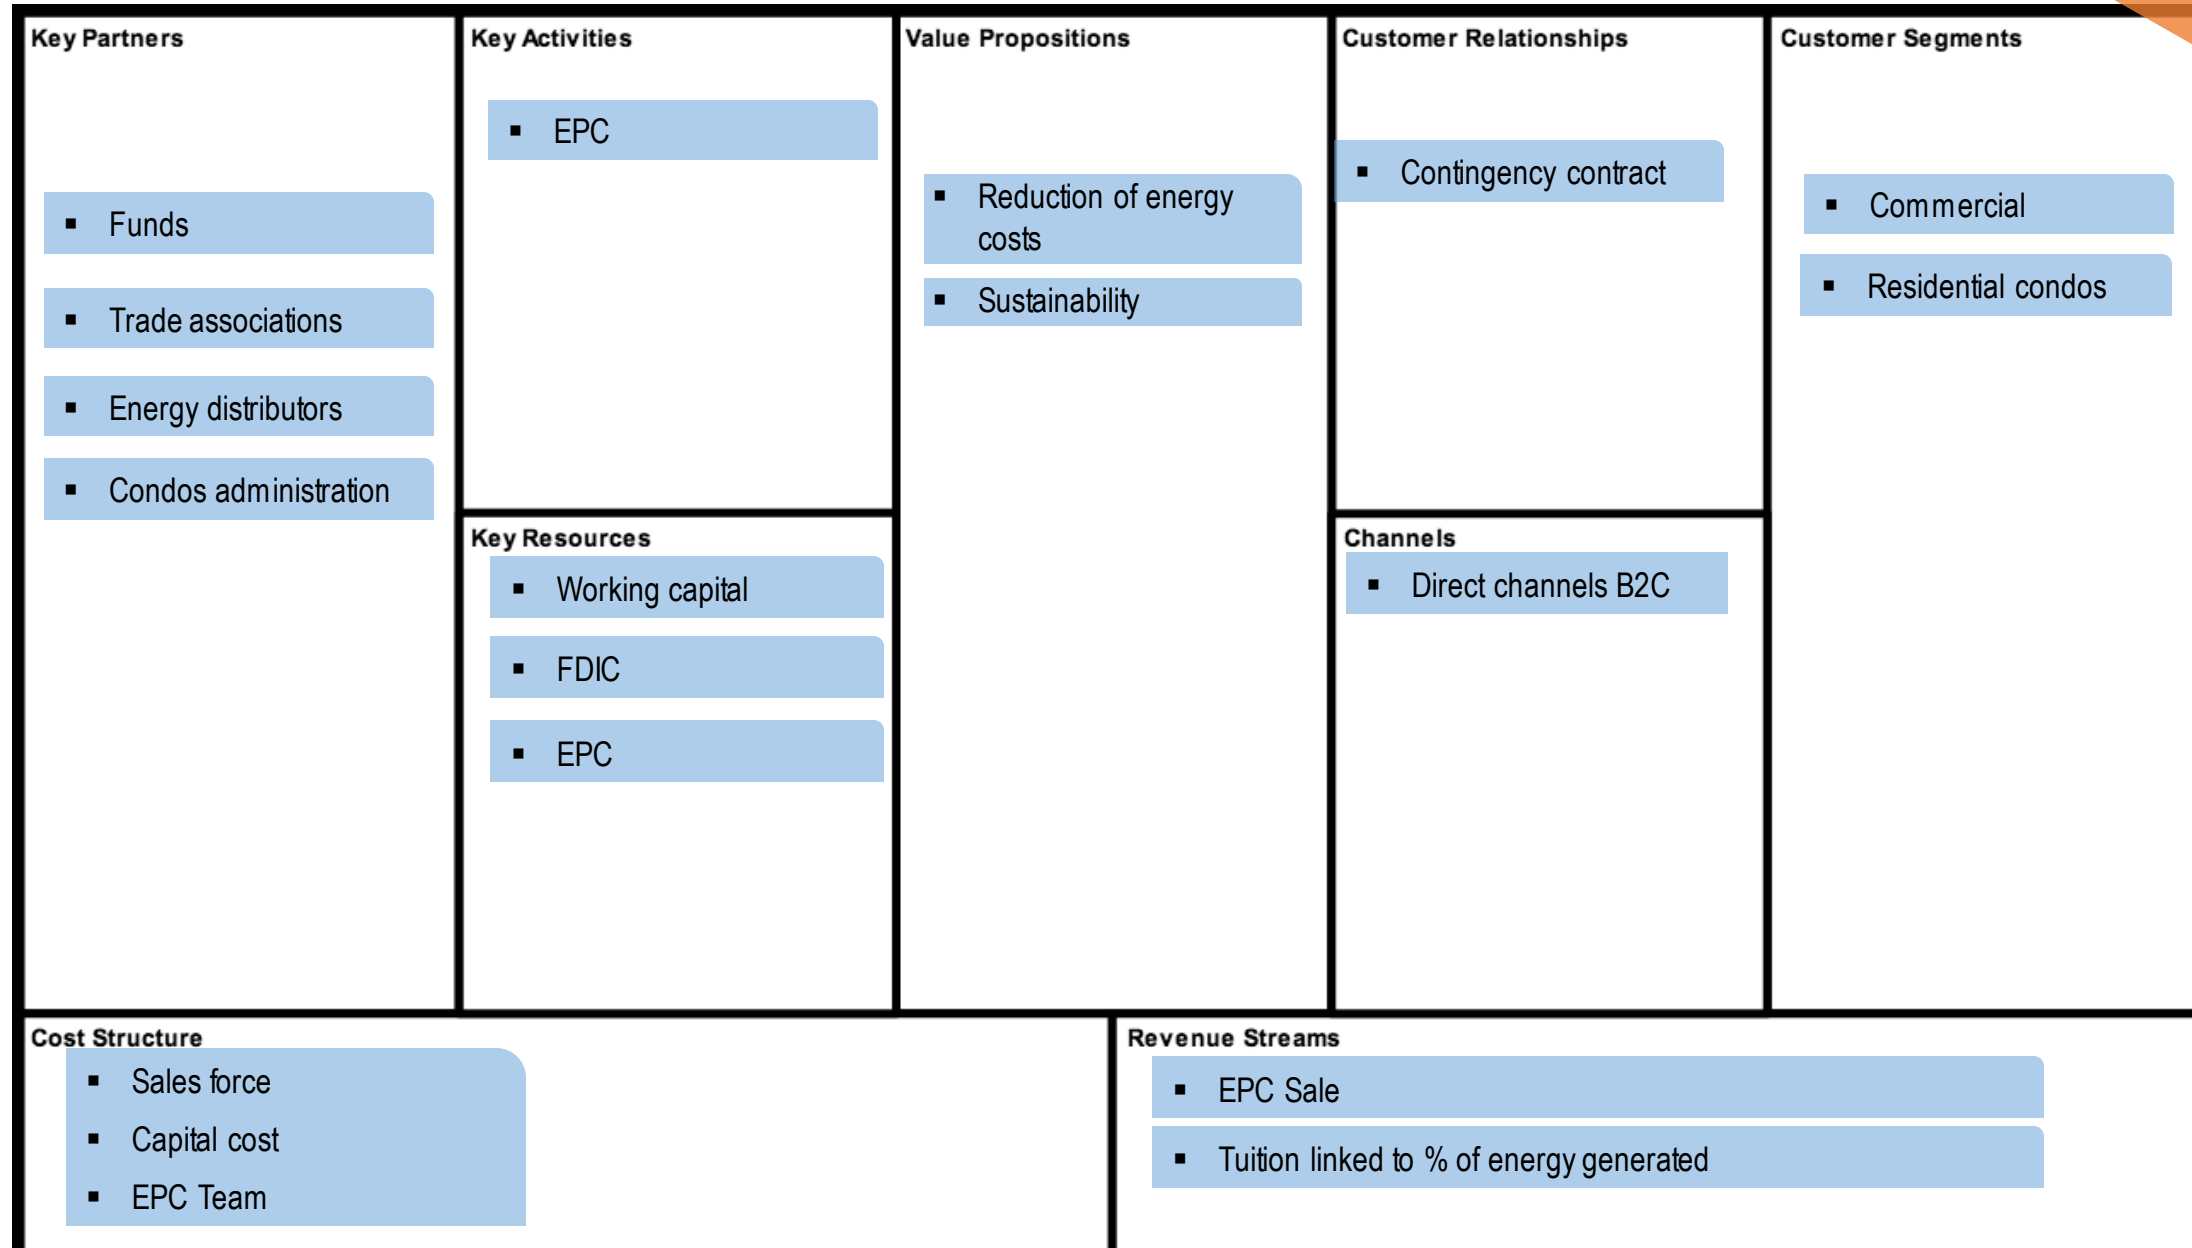 Key Partners
▪ Funds
▪ Trade associations
▪ Energy distributors
▪ Condos administration
Key Activities
▪ EPC
Key Resources
▪ Working capital
▪ FDIC
▪ EPC
Value Propositions
▪ Reduction of energy
costs
▪ Sustainability
Customer Relationships
▪ Contingency contract
Channels
▪ Direct channels B2C
Customer Segments
▪ Commercial
▪ Residential condos
Cost Structure
▪ Sales force
▪ Capital cost
▪ EPC Team
Revenue Streams
▪ EPC Sale
▪ Tuition linked to % of energy generated